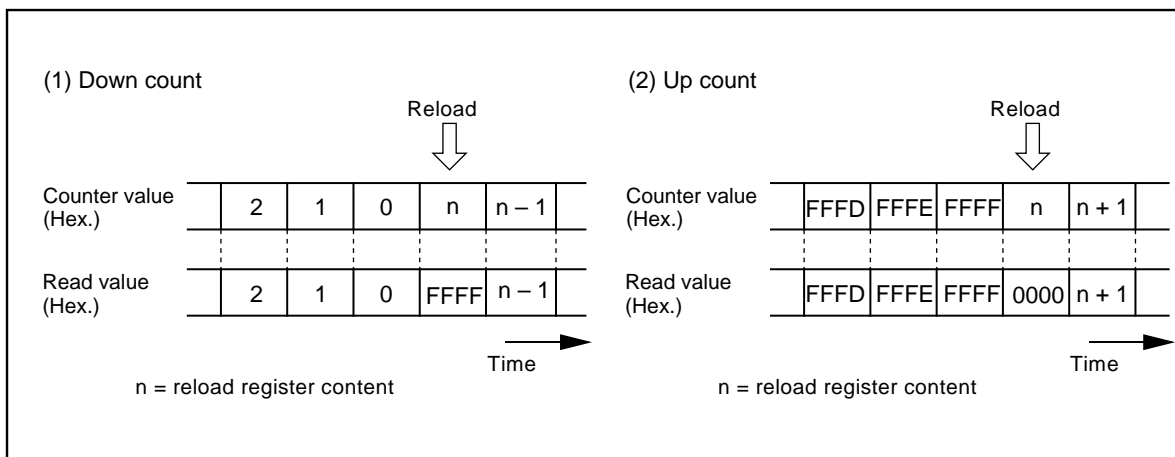 (1) Down count
Reload
Counter value
(Hex.)
2 1 0 n n – 1
Read value
(Hex.)
2 1 0 FFFF n – 1
Time
n = reload register content
(2) Up count
Reload
Counter value
(Hex.)
FFFD FFFE FFFF n n + 1
Read value
(Hex.)
FFFD FFFE FFFF 0000 n + 1
Time
n = reload register content